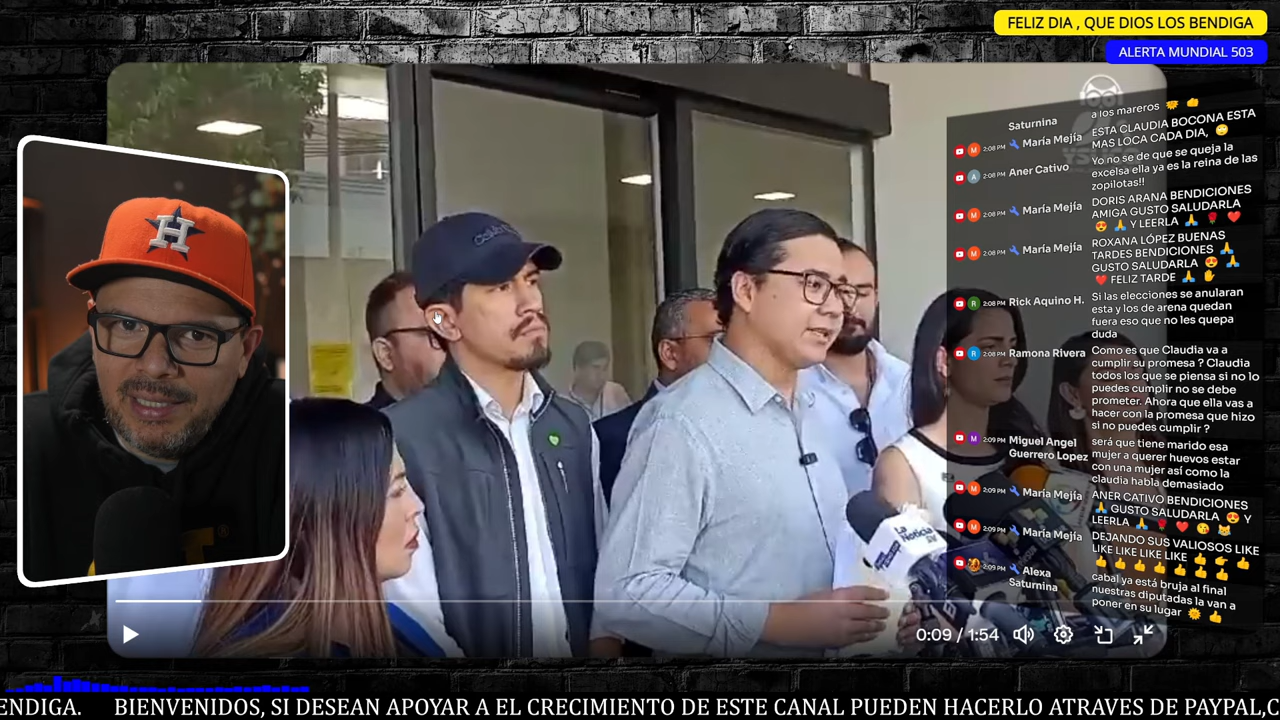 FELIZ DIA , QUE DIOS LOS BENDIGA
ALERTA MUNDIAL 503
a los mareros
Saturnina
2:08 PM María Mejía ESTA CLAUDIA BOCONA ESTA
MAS LOCA CADA DIA, 🙄
2:08 PM Aner Cativo Yo no se de que se queja la
excelsa ella ya es la reina de las
zopilotas!!
2:08 PM María Mejía DORIS ARANA BENDICIONES
AMIGA GUSTO SALUDARLA
😍 🙏 Y LEERLA 🙏 🌹 ❤️
2:08 PM María Mejía ROXANA LÓPEZ BUENAS
TARDES BENDICIONES 🙏
GUSTO SALUDARLA 😍 🙏
❤️ FELIZ TARDE 🙏 ✋
2:08 PM Rick Aquino H. Si las elecciones se anularan
esta y los de arena quedan
fuera eso que no les quepa
duda
2:08 PM Ramona Rivera Como es que Claudia va a
cumplir su promesa ? Claudia
todos los que se piensa si no lo
puedes cumplir no se debe
prometer. Ahora que ella vas a
hacer con la promesa que hizo
si no puedes cumplir ?
2:09 PM Miguel Angel
Guerrero Lopez será que tiene marido esa
mujer a querer huevos estar
con una mujer así como la
claudia habla demasiado
2:09 PM María Mejía ANER CATIVO BENDICIONES
🙏 GUSTO SALUDARLA 😍 Y
LEERLA 🙏 🌹 ❤️ 😘 😹
2:09 PM María Mejía DEJANDO SUS VALIOSOS LIKE
LIKE LIKE LIKE LIKE 👍 👉 👍
👍 👍 👍 👍 👍 👍 👍
2:09 PM Alexa
Saturnina cabal ya está bruja al final
nuestras diputadas la van a
poner en su lugar 🌞 👍
La
Noticia
SV
0:09 / 1:54
H
ENDIGA. BIENVENIDOS, SI DESEAN APOYAR A EL CRECIMIENTO DE ESTE CANAL PUEDEN HACERLO ATRAVES DE PAYPAL,C